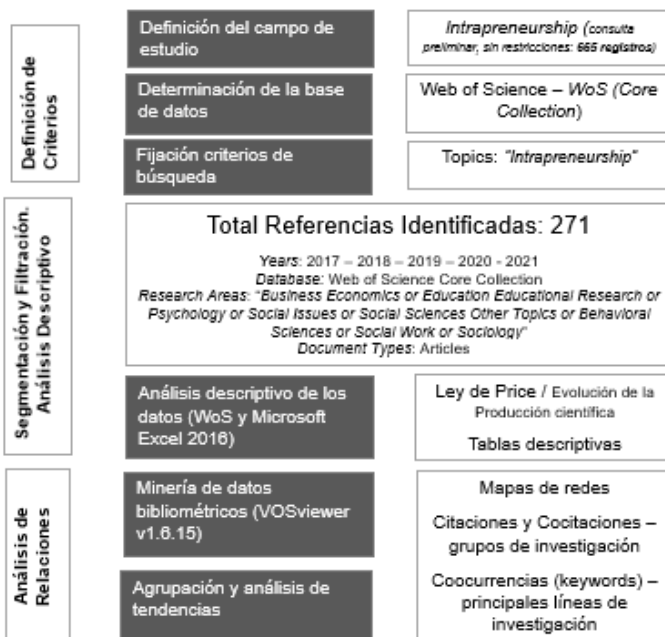 Definición de
Criterios
Definición del campo de
estudio
Intrapreneurship (consulta
preliminar, sin restricciones: 665 registros)
Determinación de la base
de datos
Web of Science – WoS (Core
Collection)
Fijación criterios de
búsqueda
Topics: "Intrapreneurship"
Segmentación y Filtración.
Análisis Descriptivo
Total Referencias Identificadas: 271
Years: 2017 – 2018 – 2019 – 2020 - 2021
Database: Web of Science Core Collection
Research Areas: "Business Economics or Education Educational Research or
Psychology or Social Issues or Social Sciences Other Topics or Behavioral
Sciences or Social Work or Sociology"
Document Types: Articles
Análisis descriptivo de los
datos (WoS y Microsoft
Excel 2016)
Ley de Price / Evolución de la
Producción científica
Tablas descriptivas
Análisis de
Relaciones
Minería de datos
bibliométricos (VOSviewer
v1.6.15)
Agrupación y análisis de
tendencias
Mapas de redes
Citaciones y Cocitaciones –
grupos de investigación
Coocurrencias (keywords) –
principales líneas de
investigación